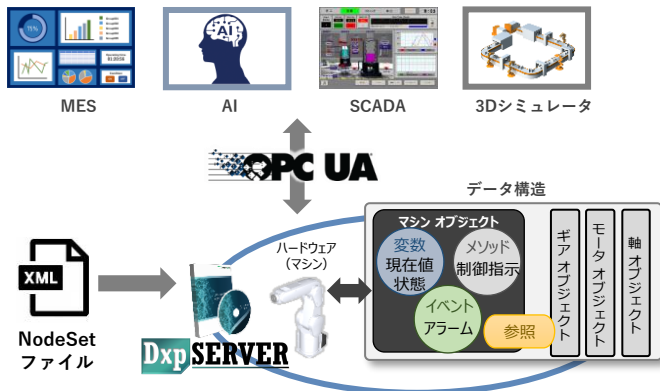 75%
AI
MES
AI
SCADA
3Dシミュレータ
OPC UA
データ構造
マシン オブジェクト
変数
現在値
状態
メソッド
制御指示
イベント
アラーム
参照
ギア オブジェクト
モータ オブジェクト
軸 オブジェクト
ハードウェア
(マシン)
XML
NodeSet
ファイル
DxpSERVER